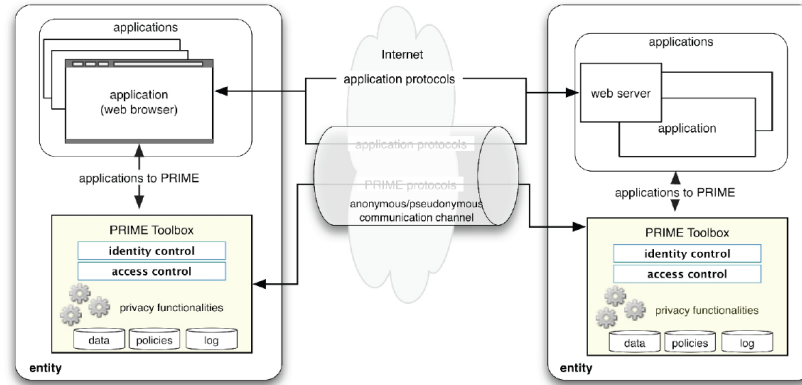 applications
application
(web browser)
applications to PRIME
PRIME Toolbox
identity control
access control
privacy functionalities
data
policies
log
entity
Internet
application protocols
application protocols
PRIME protocols
anonymous/pseudonymous
communication channel
applications
web server
application
applications to PRIME
PRIME Toolbox
identity control
access control
privacy functionalities
data
policies
log
entity